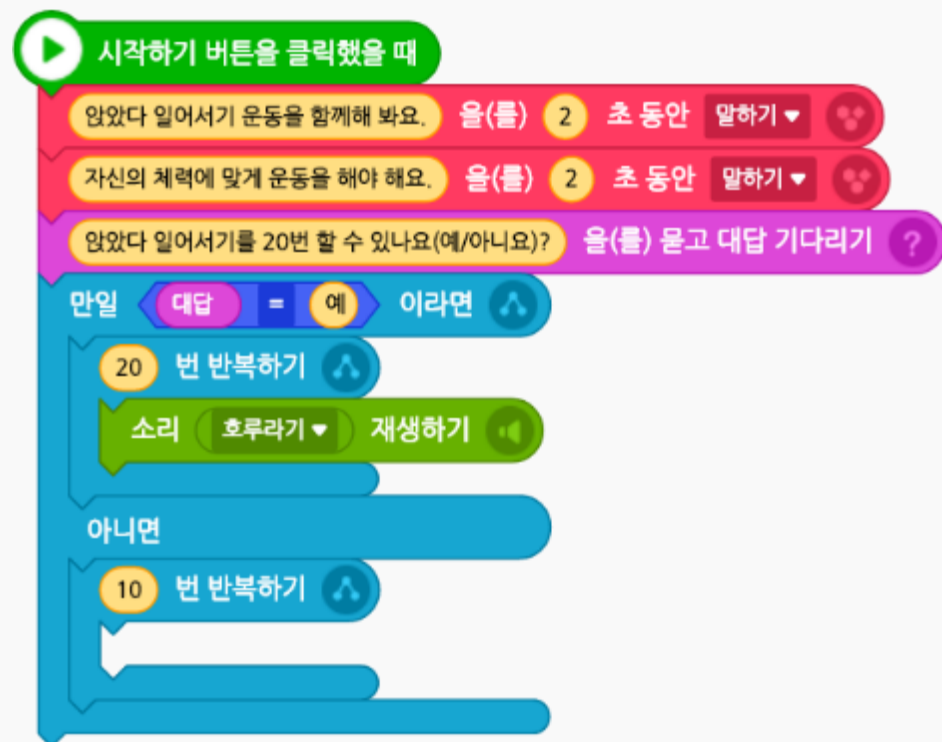 시작하기 버튼을 클릭했을 때
앉았다 일어서기 운동을 함께해 봐요. 을(를) 2 초 동안 말하기
자신의 체력에 맞게 운동을 해야 해요. 을(를) 2 초 동안 말하기
앉았다 일어서기를 20번 할 수 있나요(예/아니요)? 을(를) 묻고 대답 기다리기 ?
만일 대답 = 예 이라면
20 번 반복하기
소리 호루라기 재생하기
아니면
10 번 반복하기